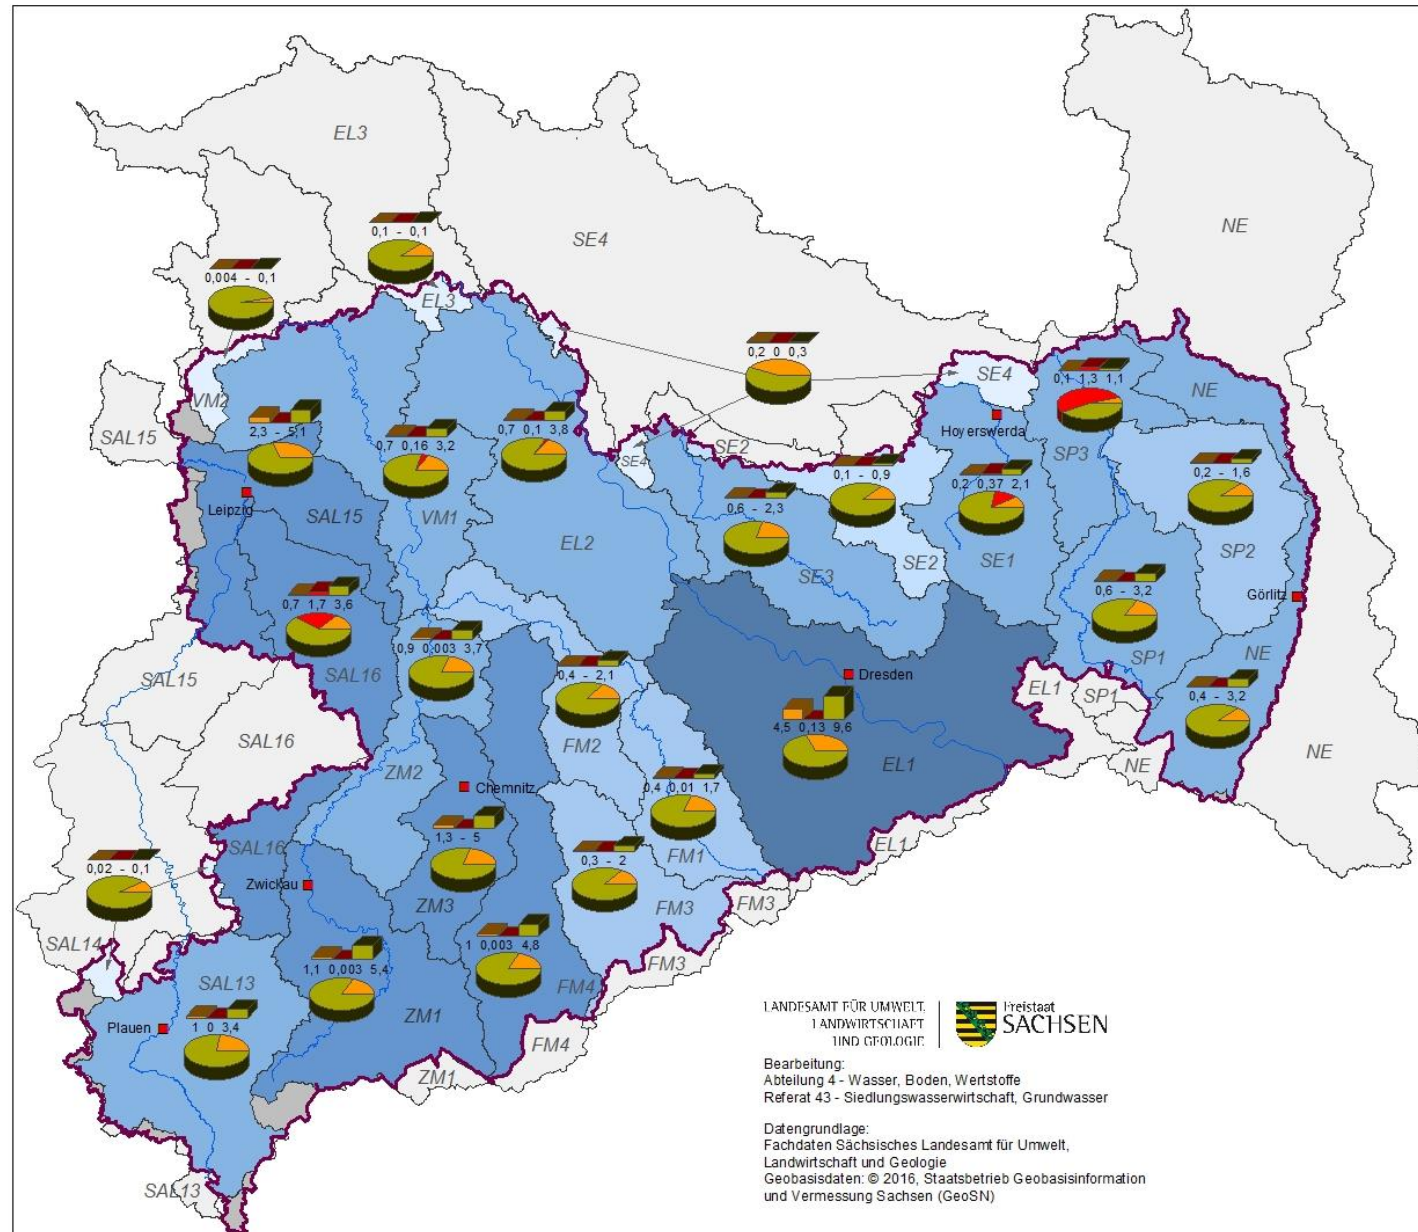 EL3
NE
0,1 - 0,1
SE4
0,004 - 0,1
EL3
0,2 0 0,3
SE4
NE
0,1 1,3 1,1
VM2
SAL15
2,3 - 5,1
0,7 0,16 3,2
0,7 0,1 3,8
Hoyerswerda
SE2
SE4
SP3
0,1 - 0,9
0,2 0,37 2,1
0,2 - 1,6
0,6 - 2,3
Leipzig
SAL15
VM1
EL2
SE3
SE2
SE1
SP2
0,6 - 3,2
Görlitz
0,7 1,7 3,6
0,9 0,003 3,7
0,4 - 2,1
SAL15
SAL16
SP1
NE
Dresden
EL1
SP1
0,4 - 3,2
4,5 0,13 9,6
SAL16
FM2
EL1
NE
NE
ZM2
Chemnitz
0,4 0,01 1,7
1,3 - 5
SAL16
0,3 - 2
FM1
EL1
0,02 - 0,1
Zwickau
ZM3
FM3
FM3
SAL14
1 0,003 4,8
1,1 0,003 5,4
FM3
SAL13
FM4
Plauen
1 0 3,4
ZM1
FM4
ZM1
SAL13
LANDESAMT FÜR UMWELT,
LANDWIRTSCHAFT
UND GEOLOGIE
Freistaat
SACHSEN
Bearbeitung:
Abteilung 4 - Wasser, Boden, Wertstoffe
Referat 43 - Siedlungswasserwirtschaft, Grundwasser
Datengrundlage:
Fachdaten Sächsisches Landesamt für Umwelt,
Landwirtschaft und Geologie
Geobasisdaten: © 2016, Staatsbetrieb Geobasisinformation
und Vermessung Sachsen (GeoSN)